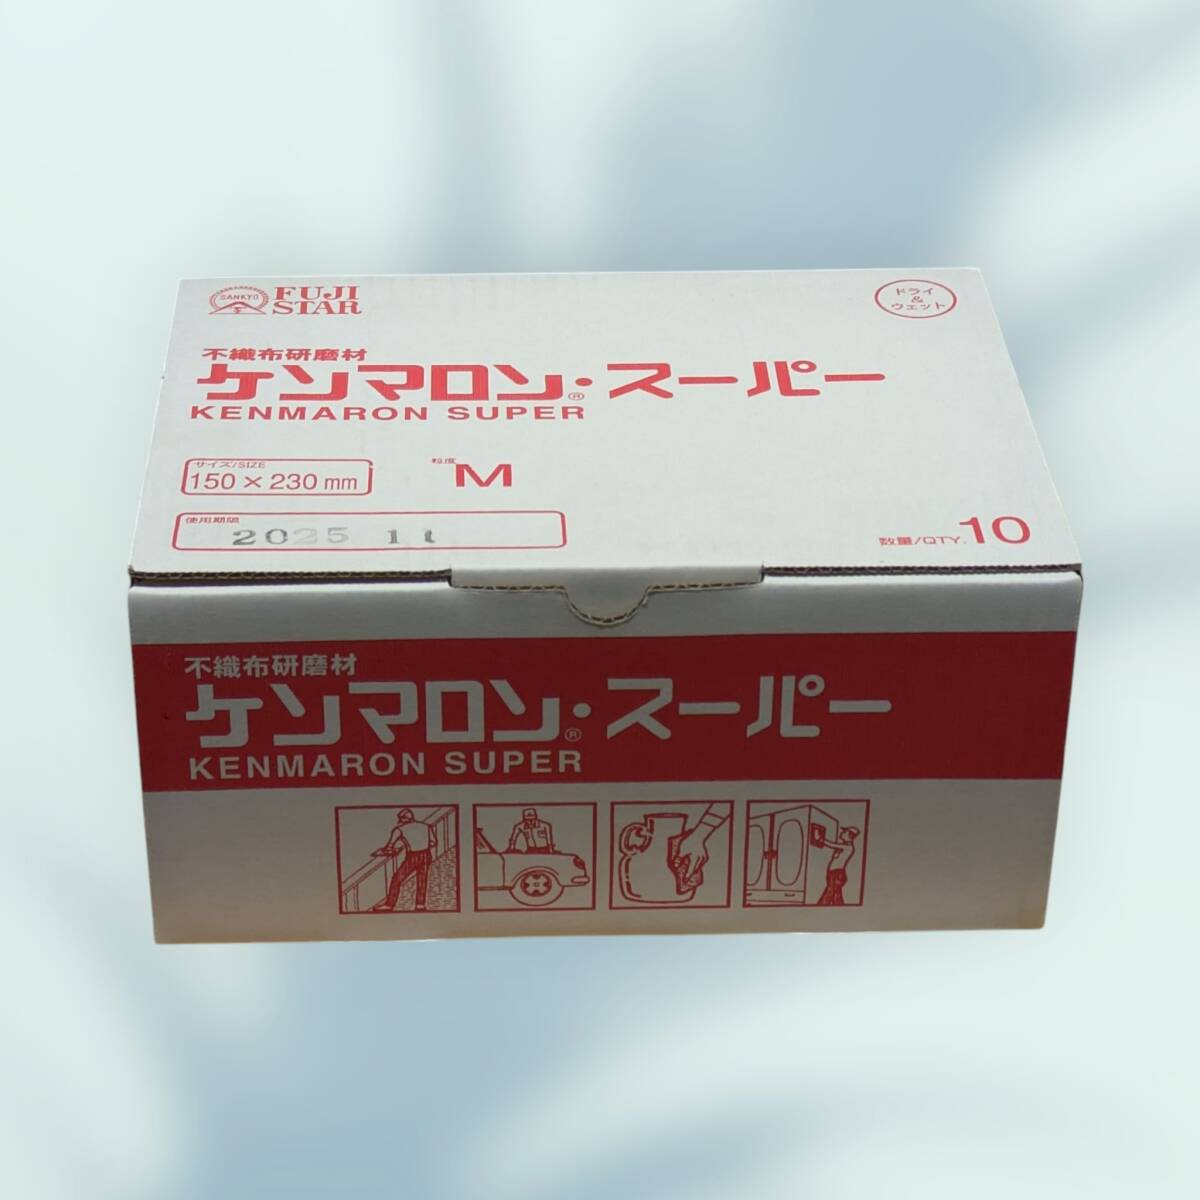 SANKYO
FUJI
STAR
ドライ
&
ウェット
不織布研磨材
ケンマロン®・スーパー
KENMARON SUPER
サイズ/SIZE
150 × 230 mm
粒度 M
使用期限
2025 11
数量/QTY. 10
不織布研磨材
ケンマロン®・スーパー
KENMARON SUPER